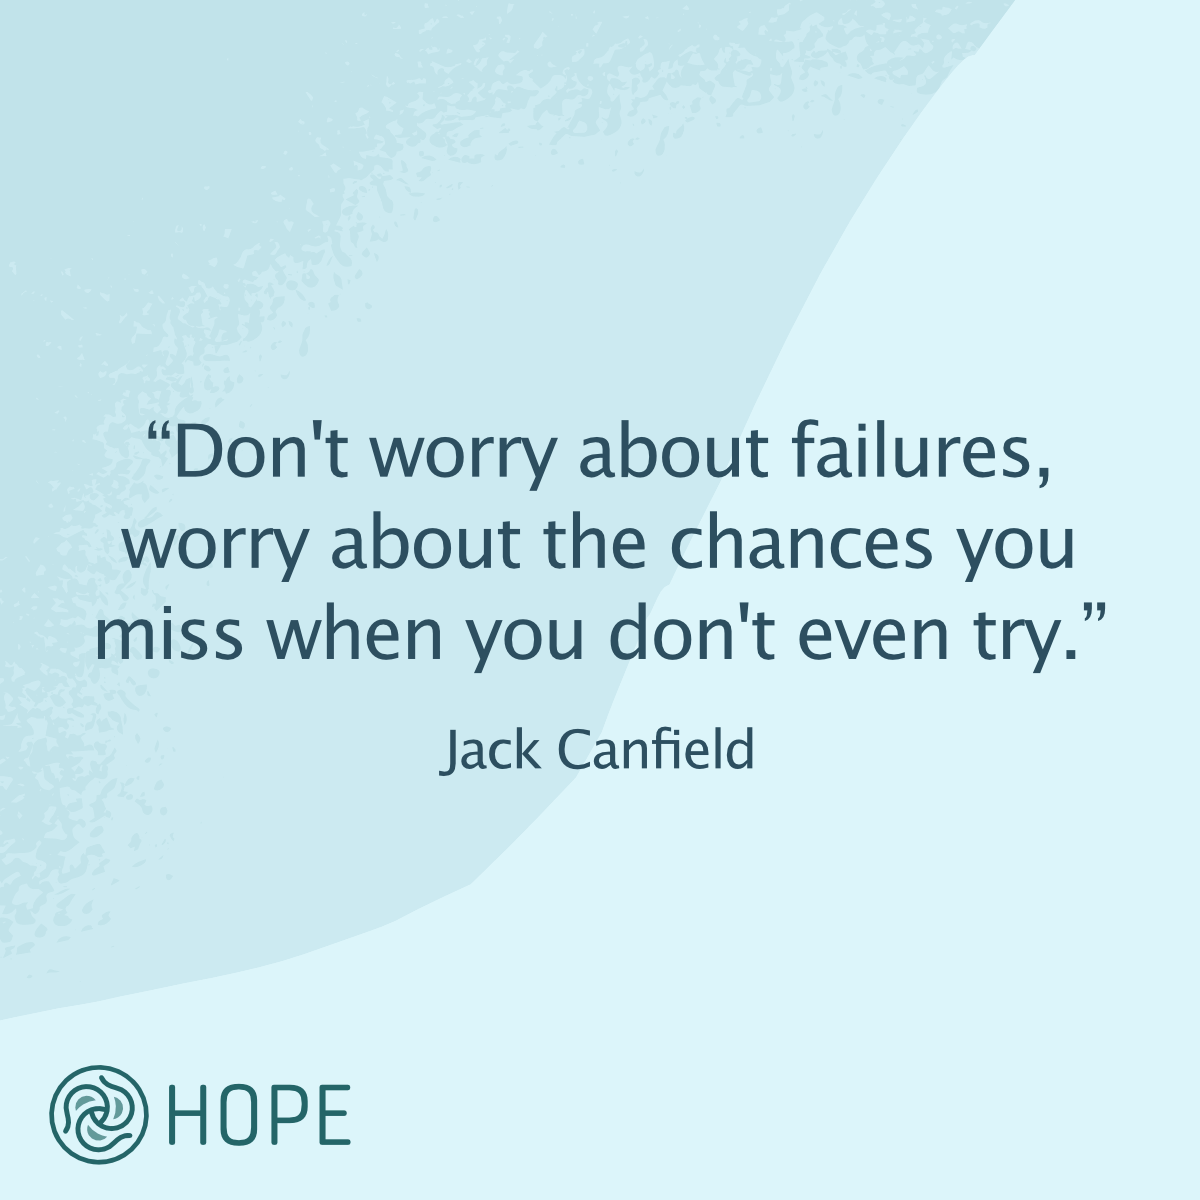 “Don't worry about failures,
worry about the chances you
miss when you don't even try.”
Jack Canfield
HOPE